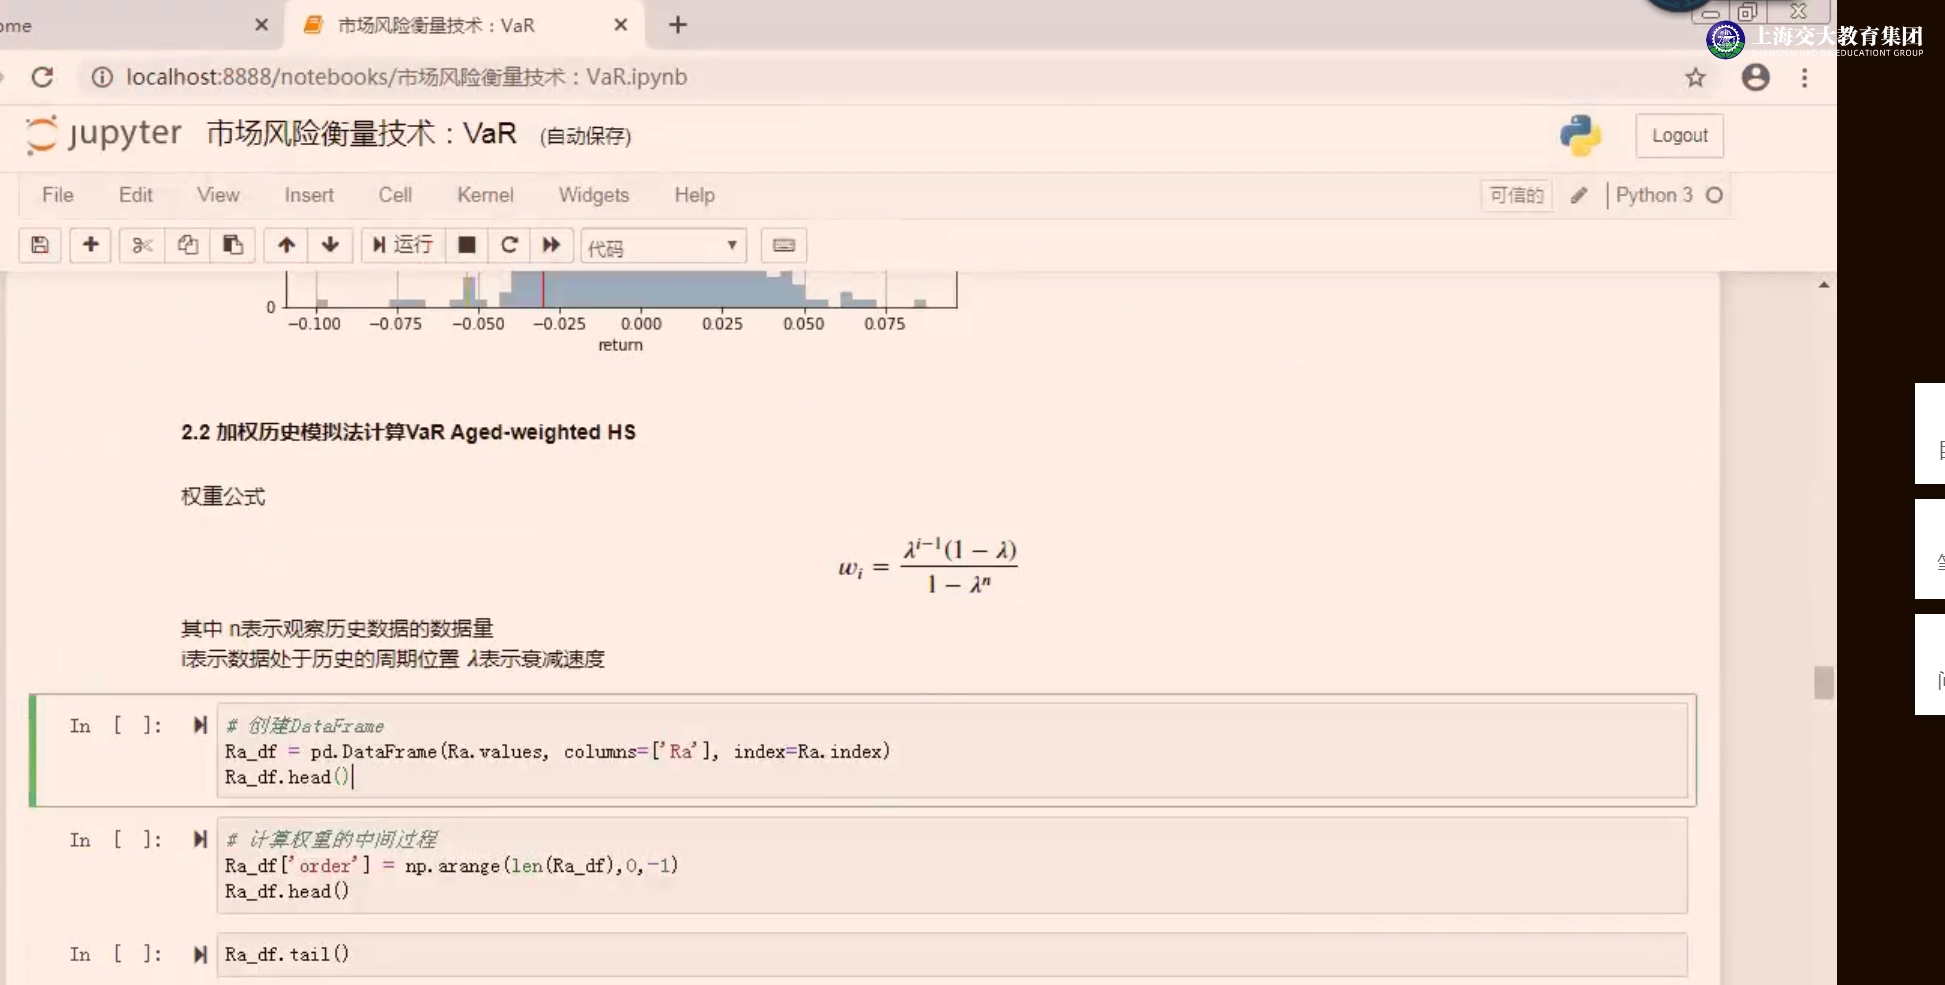 ome
市场风险衡量技术：VaR
上海交大教育集团
localhost:8888/notebooks/市场风险衡量技术：VaR.ipynb
jupyter 市场风险衡量技术：VaR (自动保存)
Logout
File Edit View Insert Cell Kernel Widgets Help 可信的 Python 3
运行 代码
0
−0.100 −0.075 −0.050 −0.025 0.000 0.025 0.050 0.075
return
2.2 加权历史模拟法计算VaR Aged-weighted HS
权重公式
wᵢ = λ^{i−1}(1 − λ) / (1 − λⁿ)
其中 n表示观察历史数据的数据量
i表示数据处于历史的周期位置 λ表示衰减速度
In [ ]: # 创建DataFrame
Ra_df = pd.DataFrame(Ra.values, columns=['Ra'], index=Ra.index)
Ra_df.head()
In [ ]: # 计算权重的中间过程
Ra_df['order'] = np.arange(len(Ra_df),0,-1)
Ra_df.head()
In [ ]: Ra_df.tail()